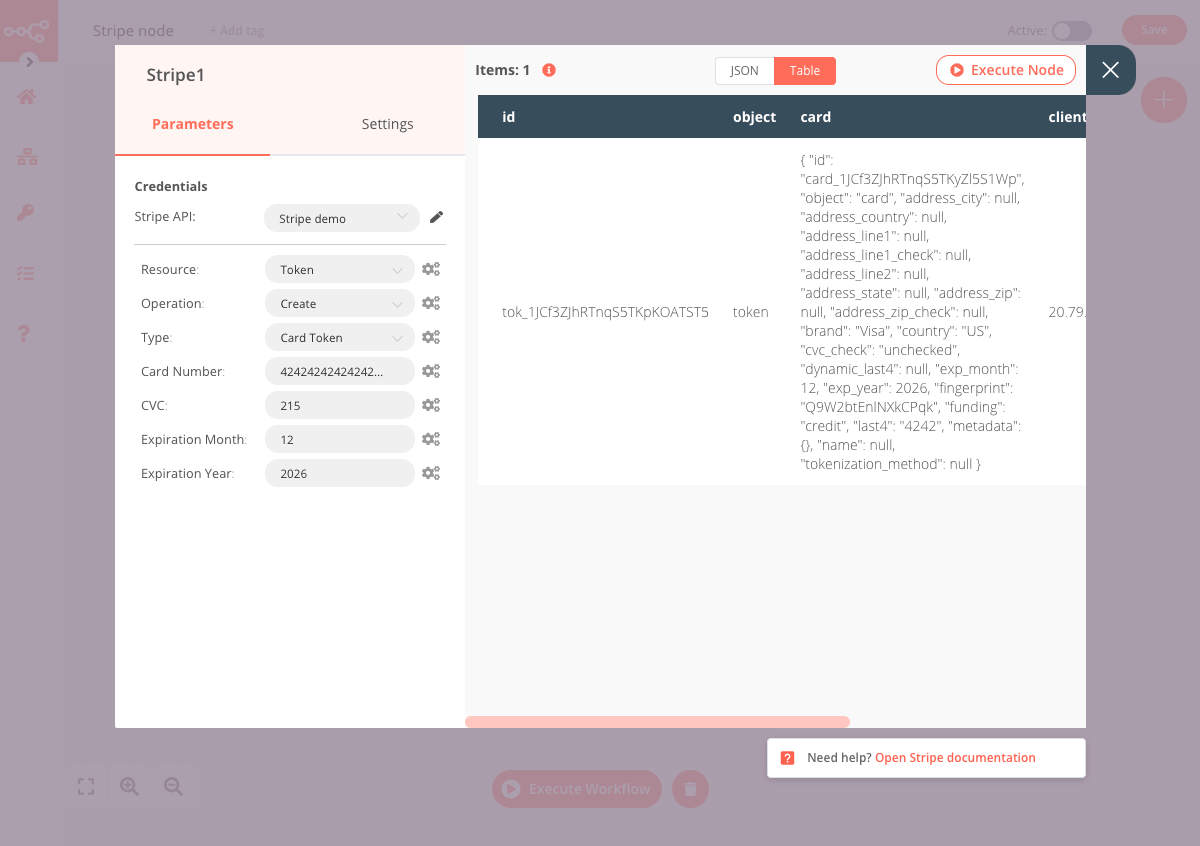 Stripe node
+ Add tag
Active:
Save
Stripe1
Parameters
Settings
Credentials
Stripe API:
Stripe demo
Resource:
Token
Operation:
Create
Type:
Card Token
Card Number:
42424242424242...
CVC:
215
Expiration Month:
12
Expiration Year:
2026
Items: 1
JSON
Table
Execute Node
id
object
card
client
tok_1JCf3ZJhRTnqS5TKpKOATST5
token
{ "id":
"card_1JCf3ZJhRTnqS5TKyZl5S1Wp",
"object": "card", "address_city": null,
"address_country": null,
"address_line1": null,
"address_line1_check": null,
"address_line2": null,
"address_state": null, "address_zip":
null, "address_zip_check": null,
"brand": "Visa", "country": "US",
"cvc_check": "unchecked",
"dynamic_last4": null, "exp_month":
12, "exp_year": 2026, "fingerprint":
"Q9W2btEnlNXkCPqk", "funding":
"credit", "last4": "4242", "metadata":
{}, "name": null,
"tokenization_method": null }
20.79.
Need help? Open Stripe documentation
Execute Workflow